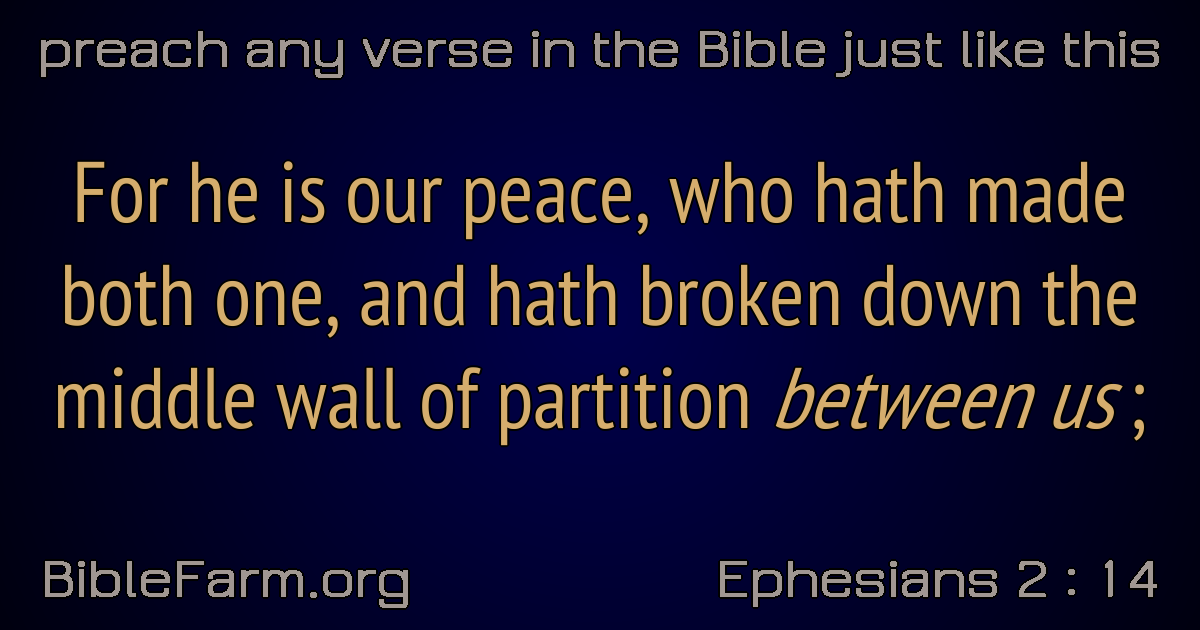 preach any verse in the Bible just like this
For he is our peace, who hath made
both one, and hath broken down the
middle wall of partition between us;
BibleFarm.org
Ephesians 2 : 14